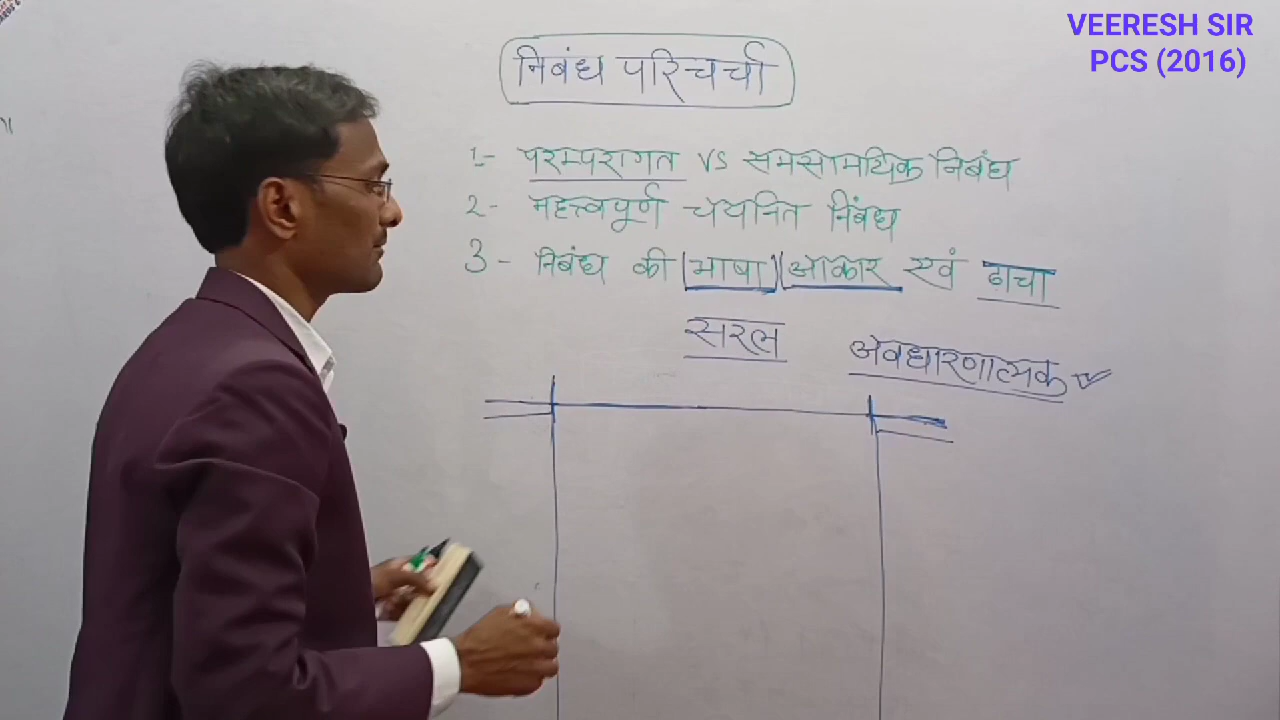 VEERESH SIR
PCS (2016)
निबंध परिचर्चा
1- परम्परागत VS समसामयिक निबंध
2- महत्त्वपूर्ण चयनित निबंध
3- निबंध की भाषा आकार एवं ढाचा
सरल अवधारणात्मक